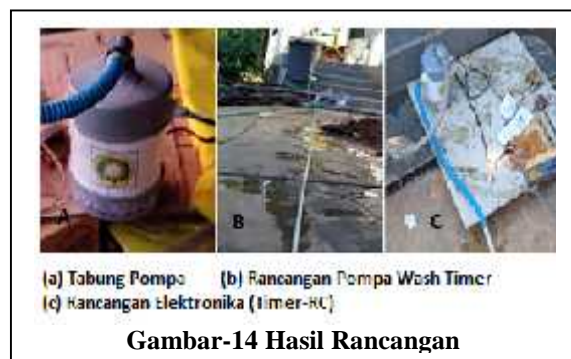 A
B
C
(a) Tabung Pompa (b) Rancangan Pompa Wash Timer
(c) Rancangan Elektronika (Timer-RC)
Gambar-14 Hasil Rancangan